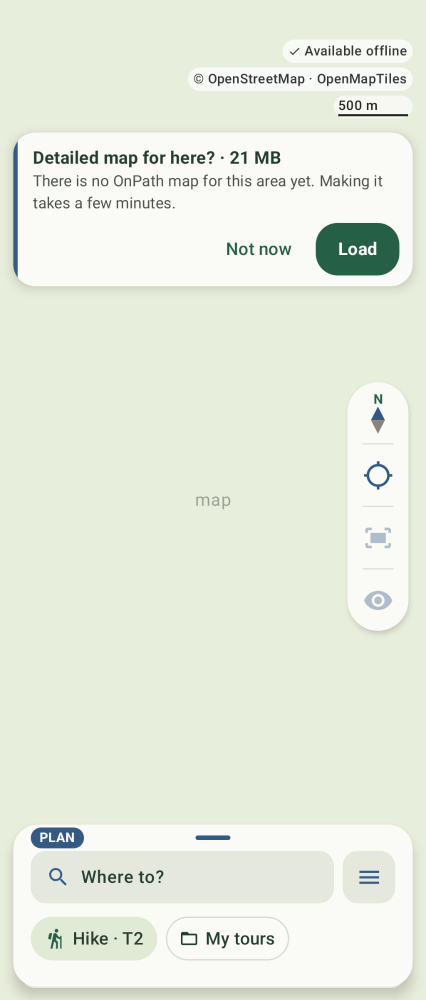 Available offline
© OpenStreetMap · OpenMapTiles
500 m
Detailed map for here? · 21 MB
There is no OnPath map for this area yet. Making it
takes a few minutes.
Not now
Load
N
map
PLAN
Where to?
Hike · T2
My tours